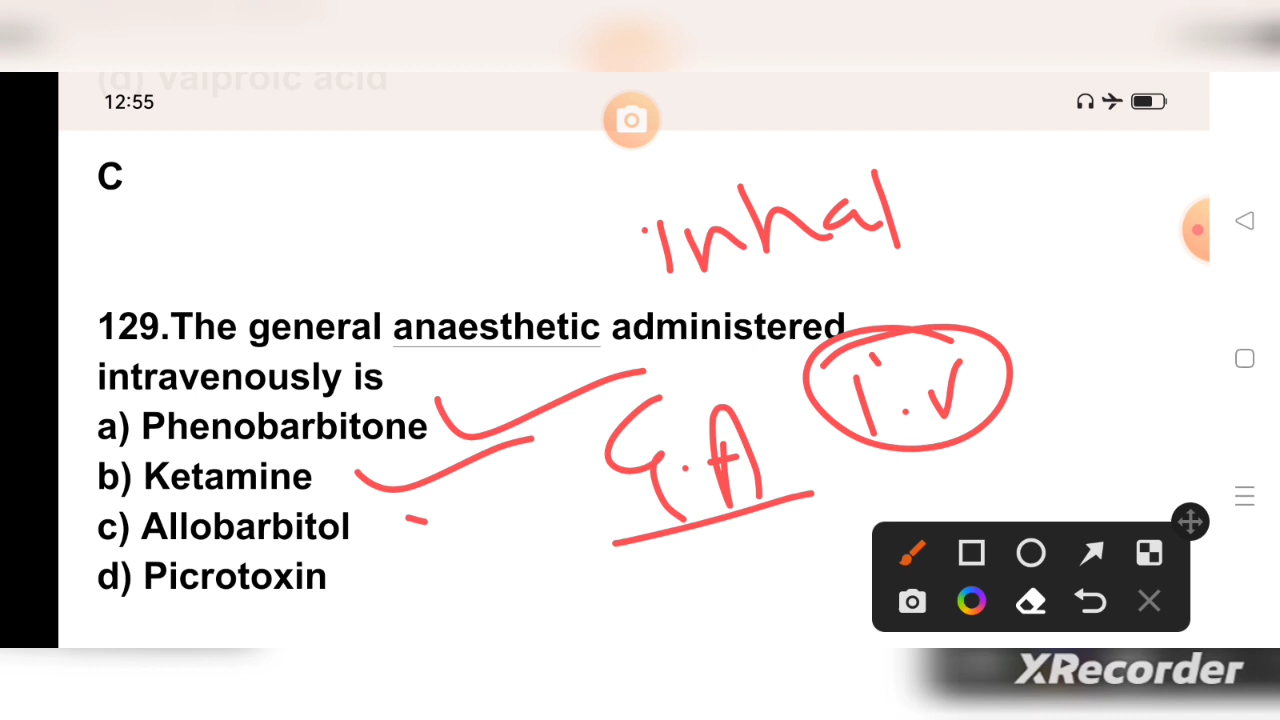 (d) Valproic acid
12:55
C
inhal
129.The general anaesthetic administered
intravenously is
i.v
a) Phenobarbitone
G.A
b) Ketamine
c) Allobarbitol
d) Picrotoxin
XRecorder